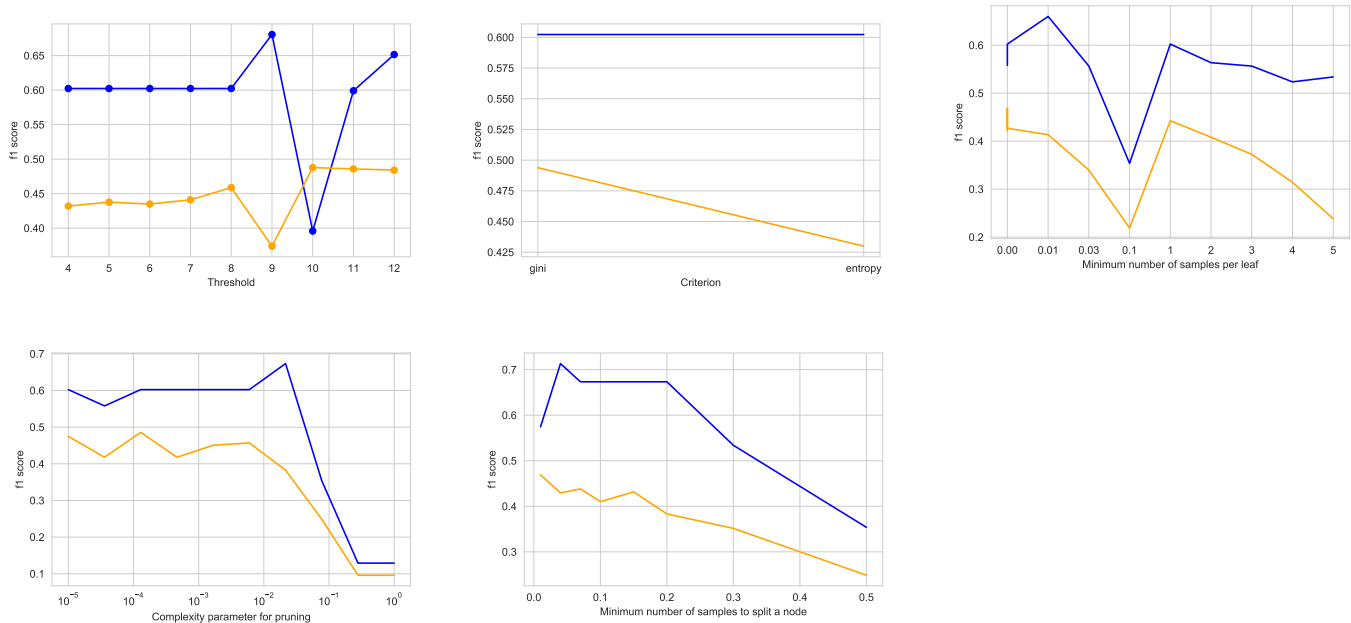 f1 score
0.65
0.60
0.55
0.50
0.45
0.40
4 5 6 7 8 9 10 11 12
Threshold
f1 score
0.600
0.575
0.550
0.525
0.500
0.475
0.450
0.425
gini entropy
Criterion
f1 score
0.6
0.5
0.4
0.3
0.2
0.00 0.01 0.03 0.1 1 2 3 4 5
Minimum number of samples per leaf
f1 score
0.7
0.6
0.5
0.4
0.3
0.2
0.1
10⁻⁵ 10⁻⁴ 10⁻³ 10⁻² 10⁻¹ 10⁰
Complexity parameter for pruning
f1 score
0.7
0.6
0.5
0.4
0.3
0.0 0.1 0.2 0.3 0.4 0.5
Minimum number of samples to split a node